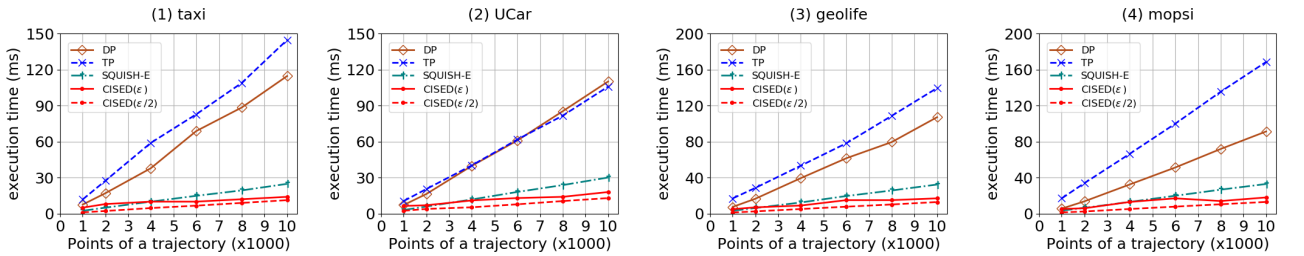 (1) taxi
execution time (ms)
150
120
90
60
30
0
DP
TP
SQUISH-E
CISED(ε )
CISED(ε /2)
0 1 2 3 4 5 6 7 8 9 10
Points of a trajectory (x1000)
(2) UCar
execution time (ms)
150
120
90
60
30
0
DP
TP
SQUISH-E
CISED(ε )
CISED(ε /2)
0 1 2 3 4 5 6 7 8 9 10
Points of a trajectory (x1000)
(3) geolife
execution time (ms)
200
160
120
80
40
0
DP
TP
SQUISH-E
CISED(ε )
CISED(ε /2)
0 1 2 3 4 5 6 7 8 9 10
Points of a trajectory (x1000)
(4) mopsi
execution time (ms)
200
160
120
80
40
0
DP
TP
SQUISH-E
CISED(ε )
CISED(ε /2)
0 1 2 3 4 5 6 7 8 9 10
Points of a trajectory (x1000)